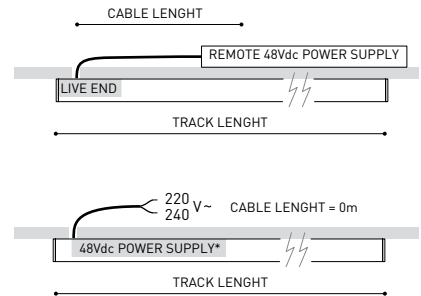 CABLE LENGHT
REMOTE 48Vdc POWER SUPPLY
LIVE END
TRACK LENGHT
220
240 V~ CABLE LENGHT = 0m
48Vdc POWER SUPPLY*
TRACK LENGHT